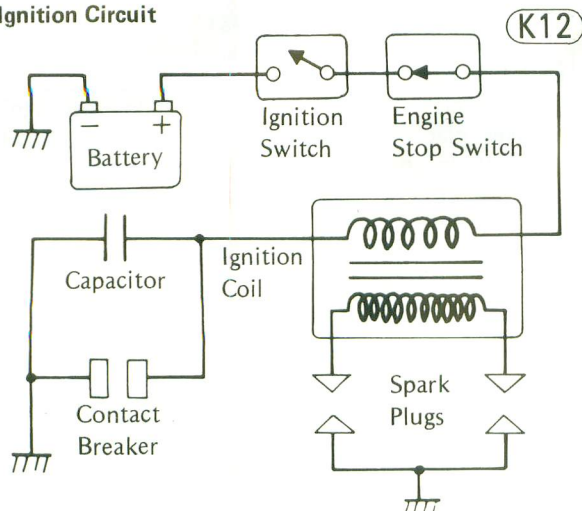 Ignition Circuit
K12
Ignition
Switch
Engine
Stop Switch
− +
Battery
Ignition
Coil
Capacitor
Spark
Plugs
Contact
Breaker